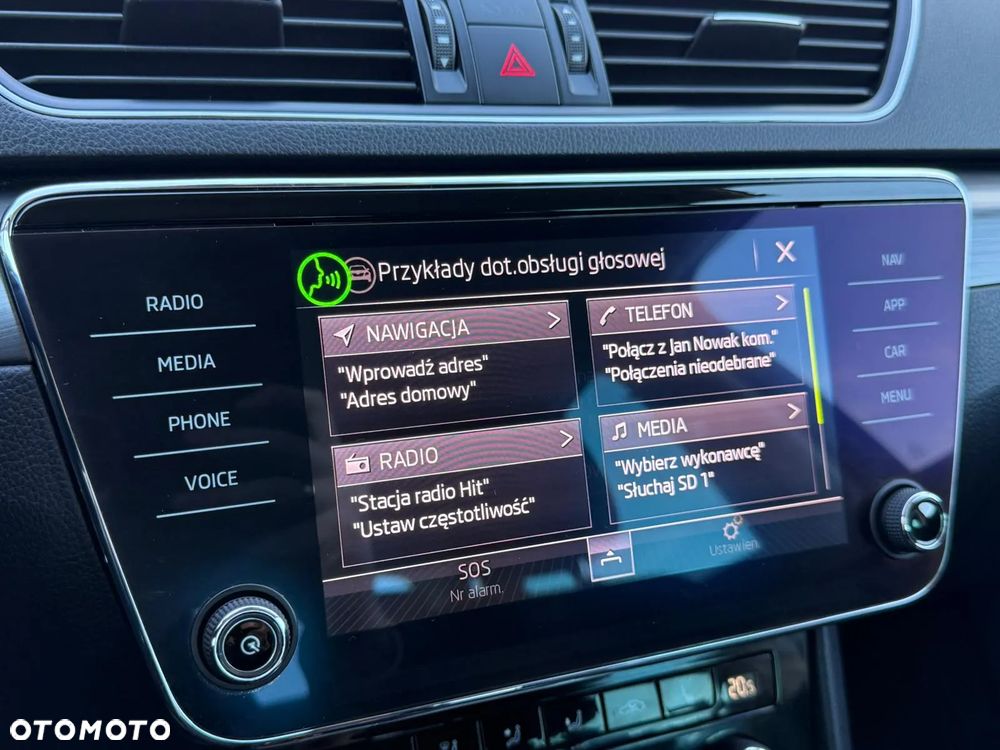 Przykłady dot.obsługi głosowej
RADIO
MEDIA
PHONE
VOICE
NAWIGACJA
"Wprowadź adres"
"Adres domowy"
TELEFON
"Połącz z Jan Nowak kom."
"Połączenia nieodebrane"
RADIO
"Stacja radio Hit"
"Ustaw częstotliwość"
MEDIA
"Wybierz wykonawcę"
"Słuchaj SD 1"
SOS
Nr alarm.
Ustawien.
NAV
APP
CAR
MENU
20.5
OTOMOTO